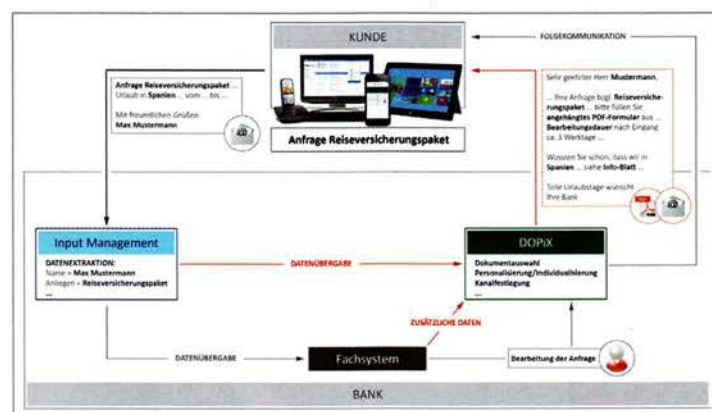 KUNDE
FOLGEKOMMUNIKATION
Anfrage Reiseversicherungspaket ...
Urlaub in Spanien ... vom ... bis ...
Mit freundlichen Grüßen
Max Mustermann
Anfrage Reiseversicherungspaket
Sehr geehrter Herr Mustermann,
... Ihre Anfrage bzgl. Reiseversiche-
rungspaket ... bitte füllen Sie
angehängtes PDF-Formular aus ...
Bearbeitungsdauer nach Eingang
ca. 3 Werktage ...
Wussten Sie schon, dass wir in
Spanien ... siehe Info-Blatt ...
Tolle Urlaubstage wünscht
Ihre Bank
Input Management
DATENEXTRAKTION:
Name = Max Mustermann
Anliegen = Reiseversicherungspaket
...
DATENÜBERGABE
DOPiX
Dokumentauswahl
Personalisierung/Individualisierung
Kanalfestlegung
...
ZUSÄTZLICHE DATEN
DATENÜBERGABE
Fachsystem
Bearbeitung der Anfrage
BANK